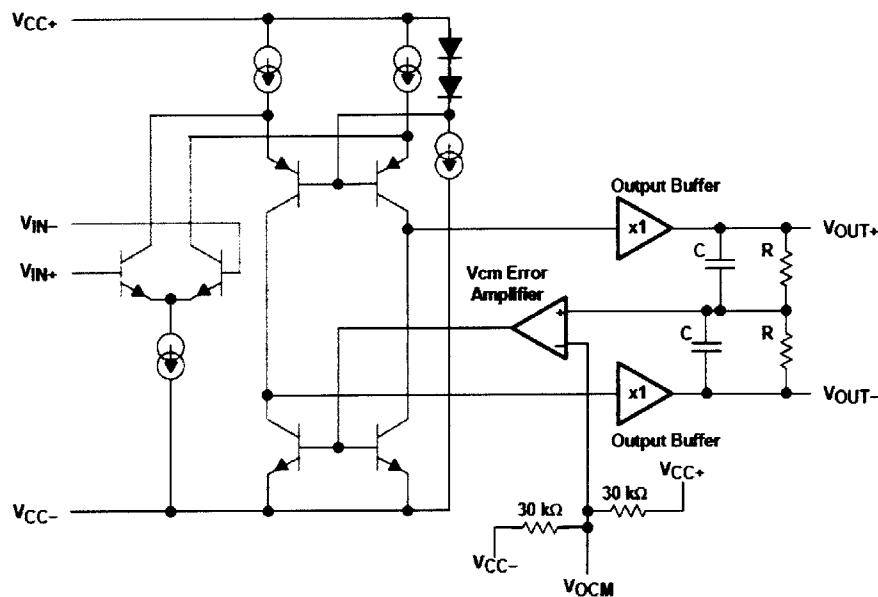 VCC+
Output Buffer
VIN−
x1
VOUT+
C
R
VIN+
Vcm Error
Amplifier
+
−
C
R
x1
VOUT−
Output Buffer
VCC+
30 kΩ
VCC−
30 kΩ
VCC−
VOCM